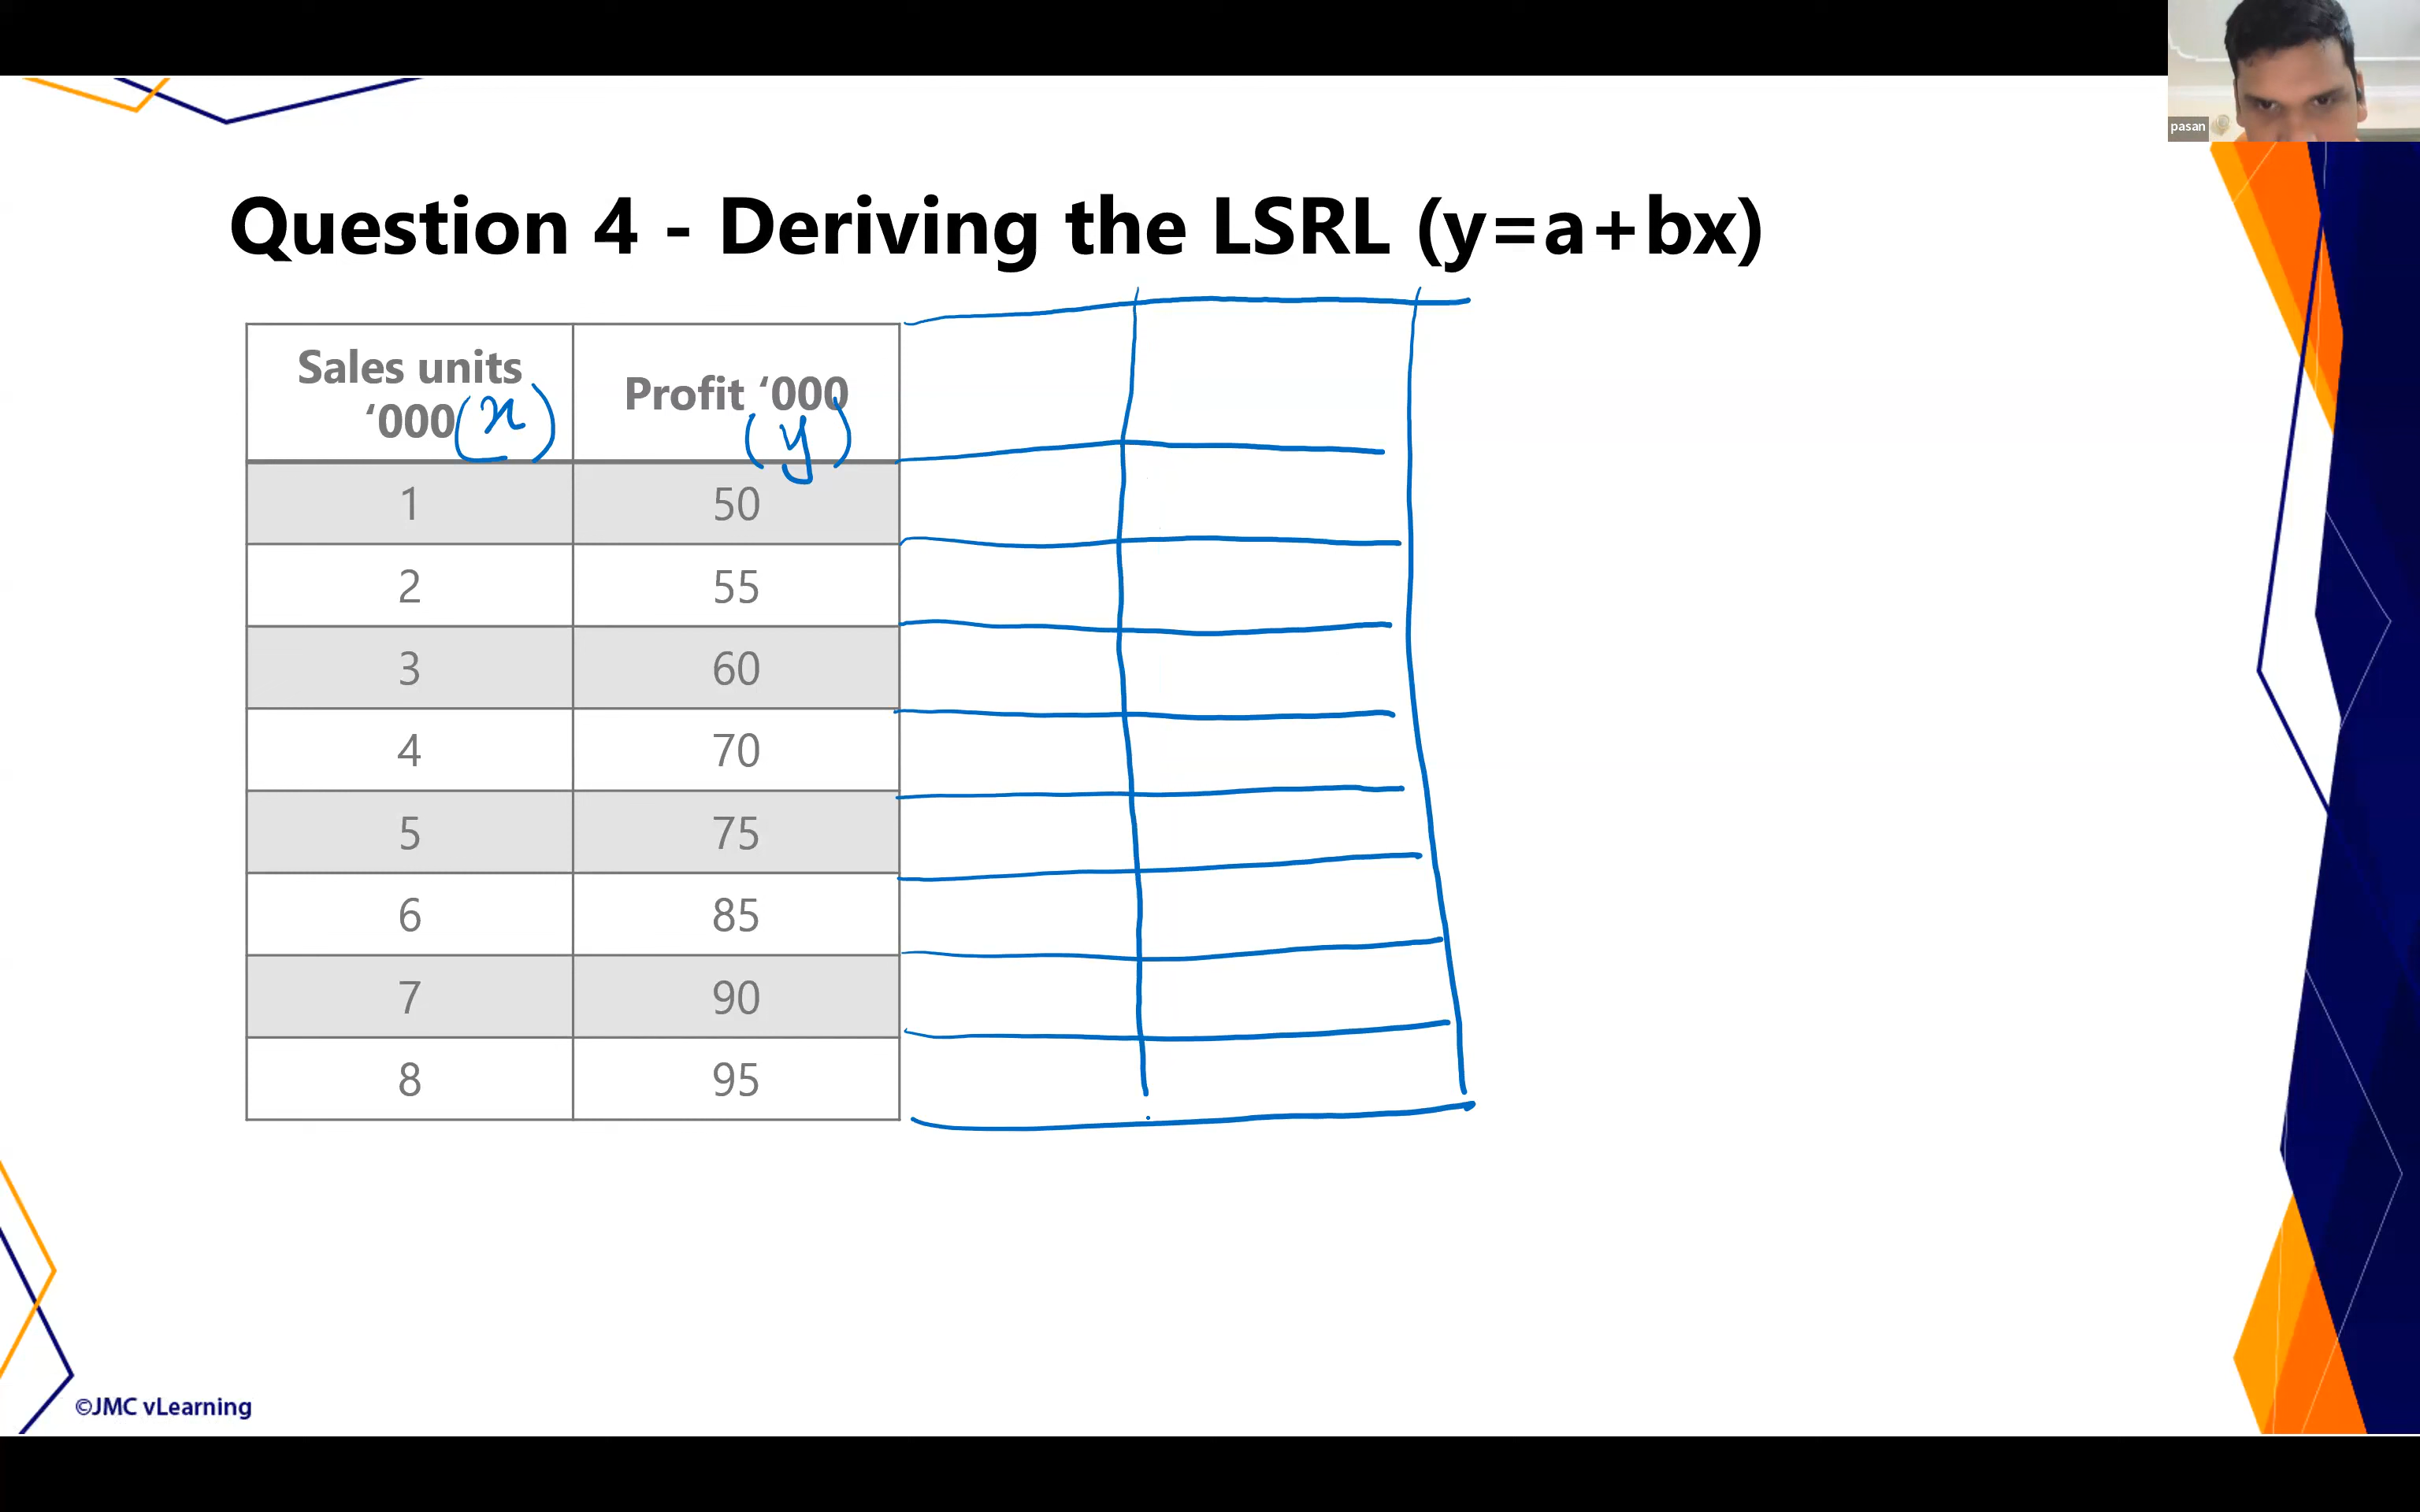 pasan
Question 4 - Deriving the LSRL (y=a+bx)
Sales units
‘000 (x)
Profit ‘000
(y)
1 50
2 55
3 60
4 70
5 75
6 85
7 90
8 95
©JMC vLearning